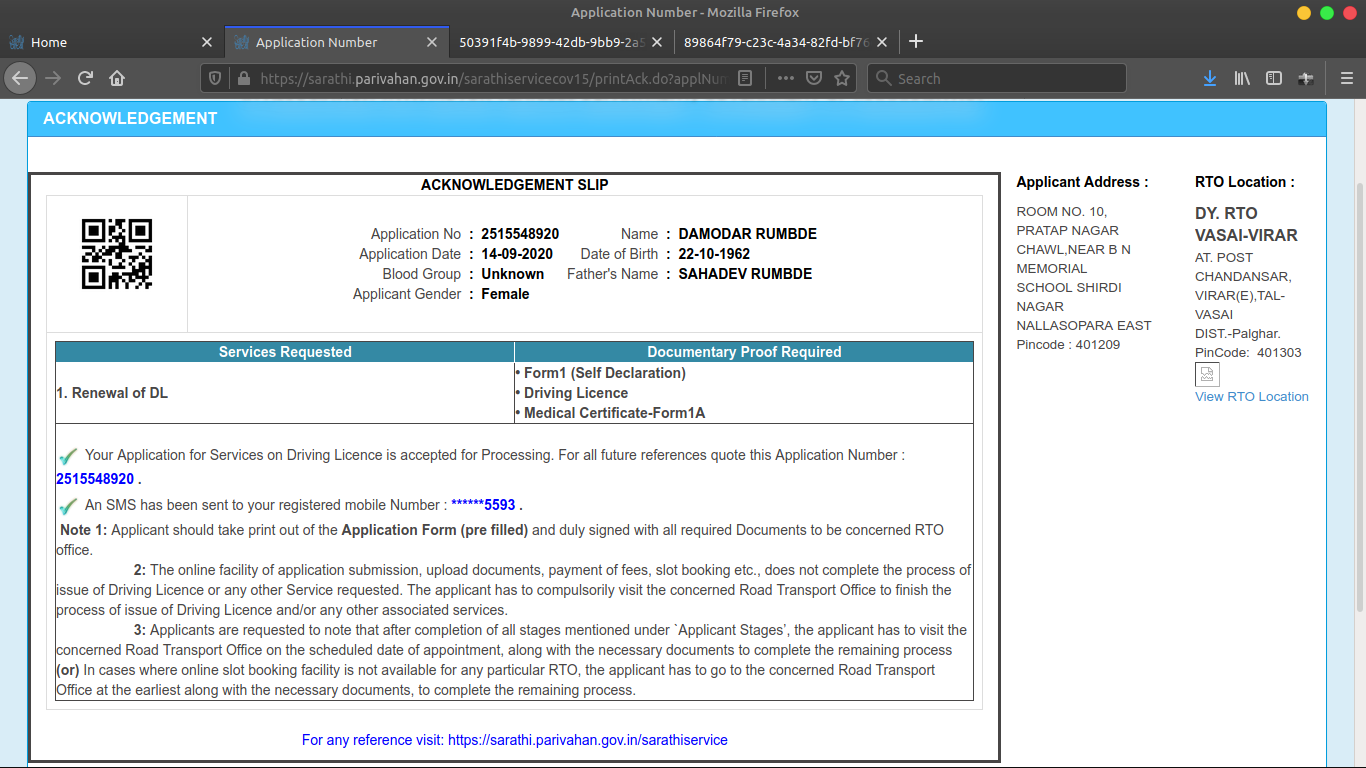 Application Number - Mozilla Firefox
Home
Application Number
50391f4b-9899-42db-9bb9-2a5
89864f79-c23c-4a34-82fd-bf76
https://sarathi.parivahan.gov.in/sarathiservicecov15/printAck.do?applNum
Search
ACKNOWLEDGEMENT
ACKNOWLEDGEMENT SLIP
Application No : 2515548920 Name : DAMODAR RUMBDE
Application Date : 14-09-2020 Date of Birth : 22-10-1962
Blood Group : Unknown Father's Name : SAHADEV RUMBDE
Applicant Gender : Female
Services Requested Documentary Proof Required
1. Renewal of DL
• Form1 (Self Declaration)
• Driving Licence
• Medical Certificate-Form1A
Your Application for Services on Driving Licence is accepted for Processing. For all future references quote this Application Number :
2515548920 .
An SMS has been sent to your registered mobile Number : ******5593 .
Note 1: Applicant should take print out of the Application Form (pre filled) and duly signed with all required Documents to be concerned RTO
office.
2: The online facility of application submission, upload documents, payment of fees, slot booking etc., does not complete the process of
issue of Driving Licence or any other Service requested. The applicant has to compulsorily visit the concerned Road Transport Office to finish the
process of issue of Driving Licence and/or any other associated services.
3: Applicants are requested to note that after completion of all stages mentioned under `Applicant Stages', the applicant has to visit the
concerned Road Transport Office on the scheduled date of appointment, along with the necessary documents to complete the remaining process
(or) In cases where online slot booking facility is not available for any particular RTO, the applicant has to go to the concerned Road Transport
Office at the earliest along with the necessary documents, to complete the remaining process.
For any reference visit: https://sarathi.parivahan.gov.in/sarathiservice
Applicant Address :
ROOM NO. 10,
PRATAP NAGAR
CHAWL,NEAR B N
MEMORIAL
SCHOOL SHIRDI
NAGAR
NALLASOPARA EAST
Pincode : 401209
RTO Location :
DY. RTO
VASAI-VIRAR
AT. POST
CHANDANSAR,
VIRAR(E),TAL-
VASAI
DIST.-Palghar.
PinCode: 401303
View RTO Location